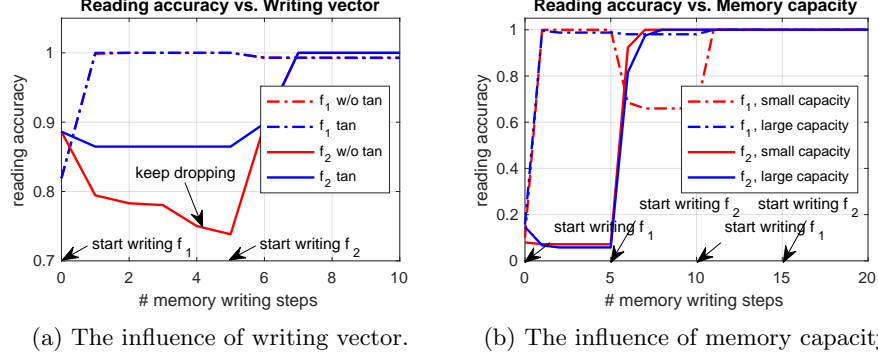 Reading accuracy vs. Writing vector
reading accuracy
1
0.9
0.8
0.7
f1 w/o tan
f1 tan
f2 w/o tan
f2 tan
keep dropping
start writing f1
start writing f2
0 2 4 6 8 10
# memory writing steps
(a) The influence of writing vector.
Reading accuracy vs. Memory capacity
reading accuracy
1
0.8
0.6
0.4
0.2
0
f1, small capacity
f1, large capacity
f2, small capacity
f2, large capacity
start writing f1
start writing f2
start writing f1
start writing f2
0 5 10 15 20
# memory writing steps
(b) The influence of memory capacity